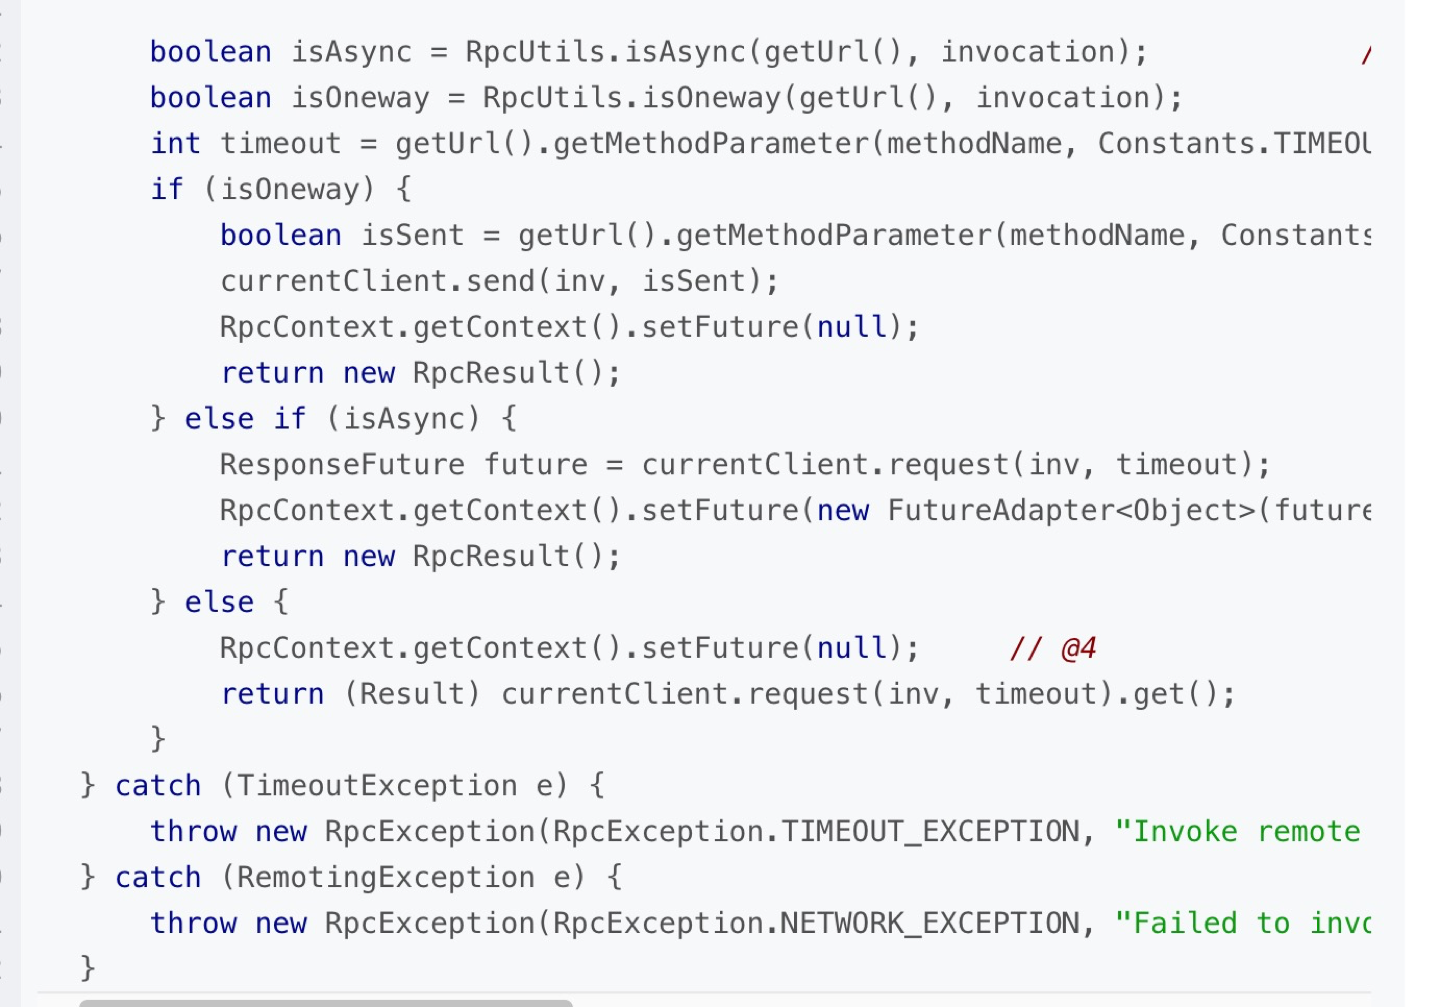 boolean isAsync = RpcUtils.isAsync(getUrl(), invocation); /
boolean isOneway = RpcUtils.isOneway(getUrl(), invocation);
int timeout = getUrl().getMethodParameter(methodName, Constants.TIMEOU
if (isOneway) {
boolean isSent = getUrl().getMethodParameter(methodName, Constants
currentClient.send(inv, isSent);
RpcContext.getContext().setFuture(null);
return new RpcResult();
} else if (isAsync) {
ResponseFuture future = currentClient.request(inv, timeout);
RpcContext.getContext().setFuture(new FutureAdapter<Object>(future
return new RpcResult();
} else {
RpcContext.getContext().setFuture(null); // @4
return (Result) currentClient.request(inv, timeout).get();
}
} catch (TimeoutException e) {
throw new RpcException(RpcException.TIMEOUT_EXCEPTION, "Invoke remote
} catch (RemotingException e) {
throw new RpcException(RpcException.NETWORK_EXCEPTION, "Failed to invo
}